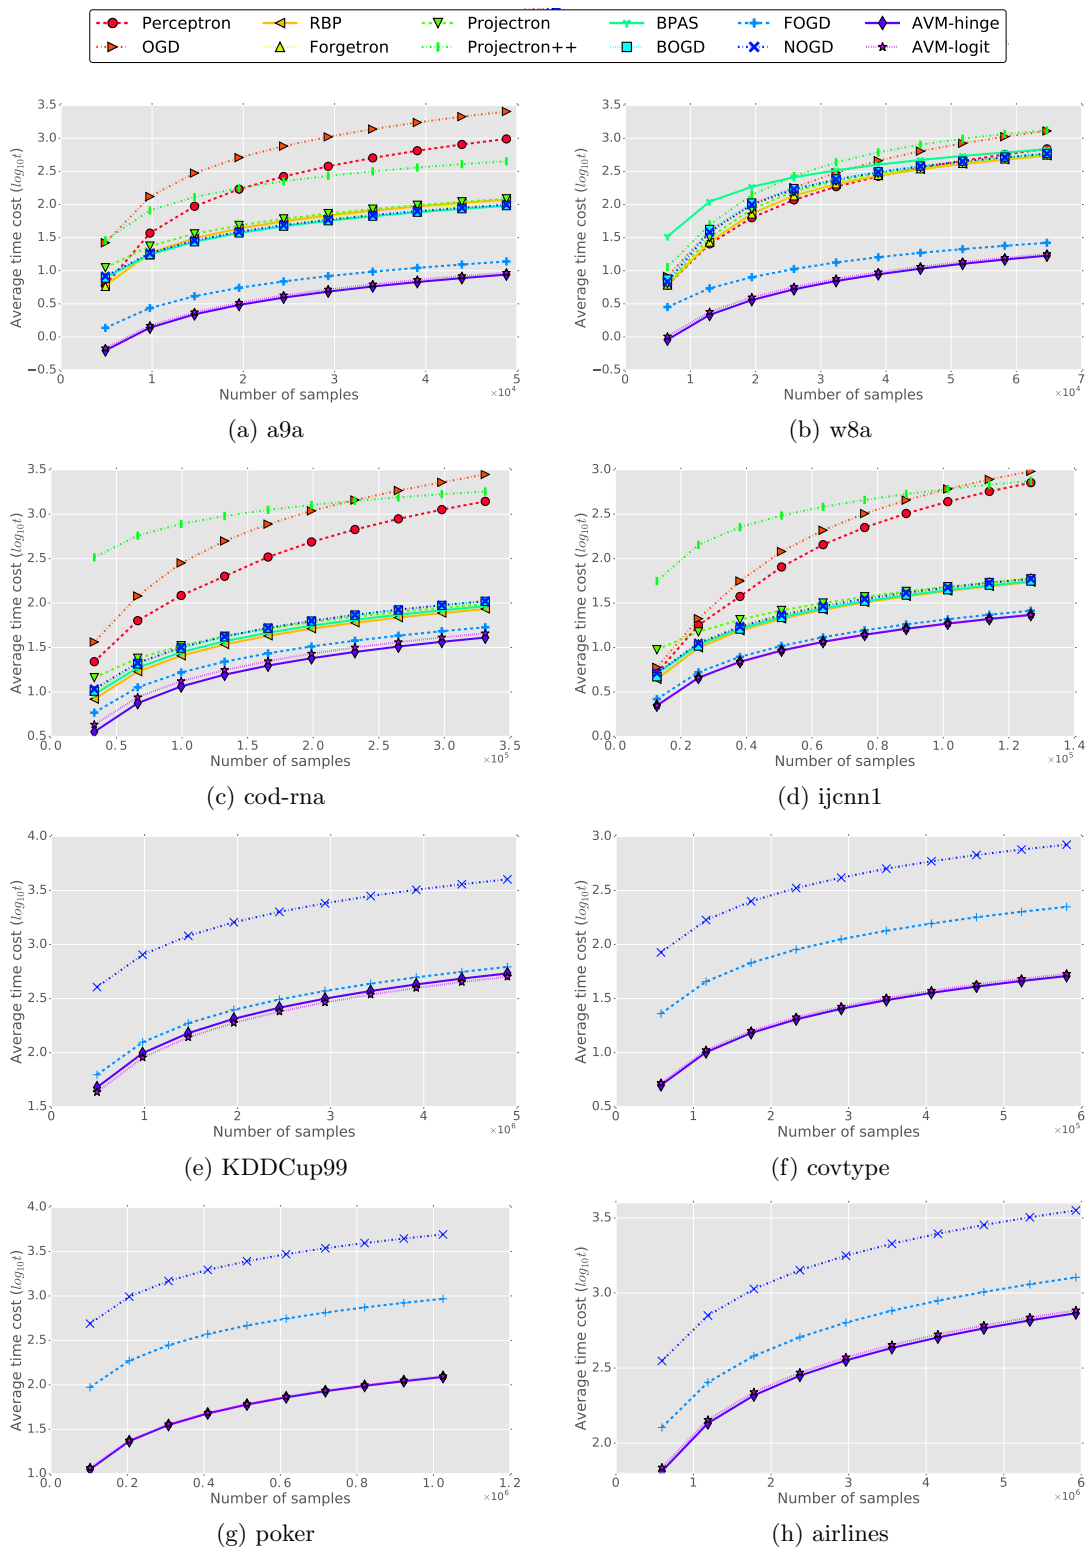 Perceptron RBP Projectron BPAS FOGD AVM-hinge
OGD Forgetron Projectron++ BOGD NOGD AVM-logit
Average time cost (log10t)
3.5
3.0
2.5
2.0
1.5
1.0
0.5
0.0
−0.5
0 1 2 3 4 5
×10^4
Number of samples
(a) a9a
Average time cost (log10t)
3.5
3.0
2.5
2.0
1.5
1.0
0.5
0.0
−0.5
0 1 2 3 4 5 6 7
×10^4
Number of samples
(b) w8a
Average time cost (log10t)
3.5
3.0
2.5
2.0
1.5
1.0
0.5
0.0 0.5 1.0 1.5 2.0 2.5 3.0 3.5
×10^5
Number of samples
(c) cod-rna
Average time cost (log10t)
3.0
2.5
2.0
1.5
1.0
0.5
0.0
0.0 0.2 0.4 0.6 0.8 1.0 1.2 1.4
×10^5
Number of samples
(d) ijcnn1
Average time cost (log10t)
4.0
3.5
3.0
2.5
2.0
1.5
0 1 2 3 4 5
×10^6
Number of samples
(e) KDDCup99
Average time cost (log10t)
3.0
2.5
2.0
1.5
1.0
0.5
0 1 2 3 4 5 6
×10^5
Number of samples
(f) covtype
Average time cost (log10t)
4.0
3.5
3.0
2.5
2.0
1.5
1.0
0.0 0.2 0.4 0.6 0.8 1.0 1.2
×10^6
Number of samples
(g) poker
Average time cost (log10t)
3.5
3.0
2.5
2.0
0 1 2 3 4 5 6
×10^6
Number of samples
(h) airlines